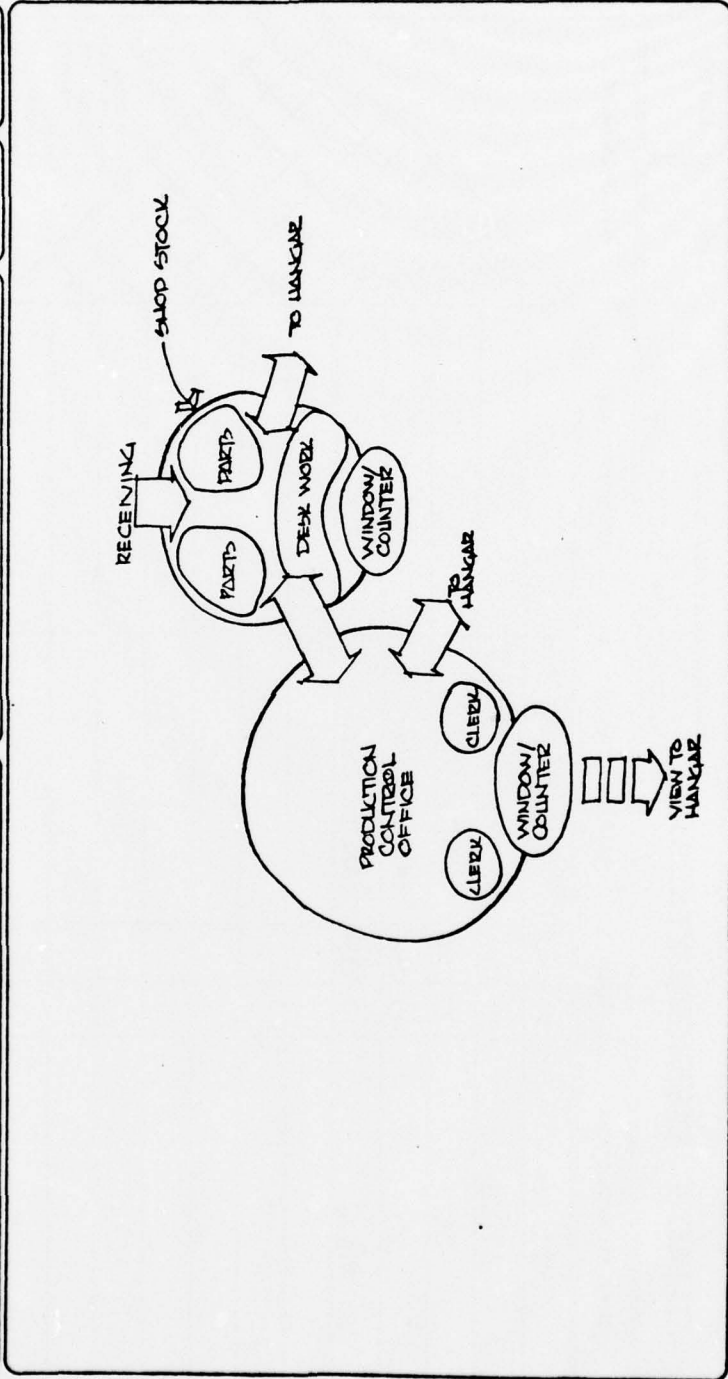 SHOP STOCK
RECEIVING
TO HANGAR
PARTS
PARTS
DESK WORK
WINDOW/
COUNTER
TO
HANGAR
PRODUCTION
CONTROL
OFFICE
CLERK
CLERK
WINDOW/
COUNTER
VIEW TO
HANGAR